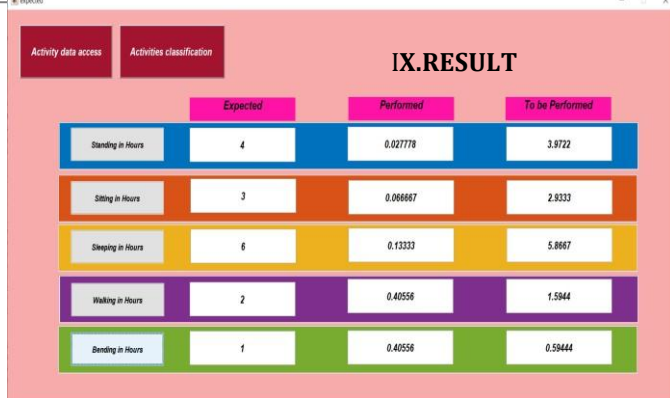 Expected
Activity data access Activities classification
IX.RESULT
Expected Performed To be Performed
Standing in Hours 4 0.027778 3.9722
Sitting in Hours 3 0.066667 2.9333
Sleeping in Hours 6 0.13333 5.8667
Walking in Hours 2 0.40556 1.5944
Bending in Hours 1 0.40556 0.59444